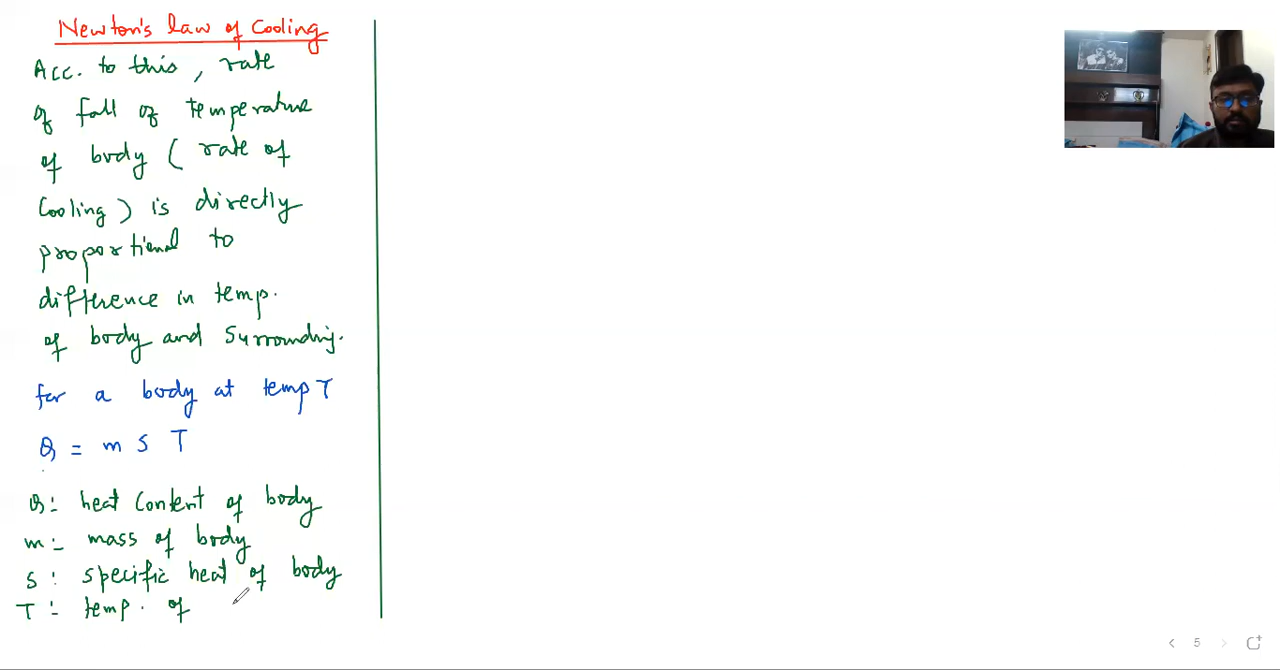 Newton's law of Cooling
Acc. to this, rate
of fall of temperature
of body (rate of
Cooling) is directly
proportional to
difference in temp.
of body and Surrounding.
for a body at temp T
Q = m S T
Q:- heat Content of body
m:- mass of body
S:- specific heat of body
T:- temp. of
5